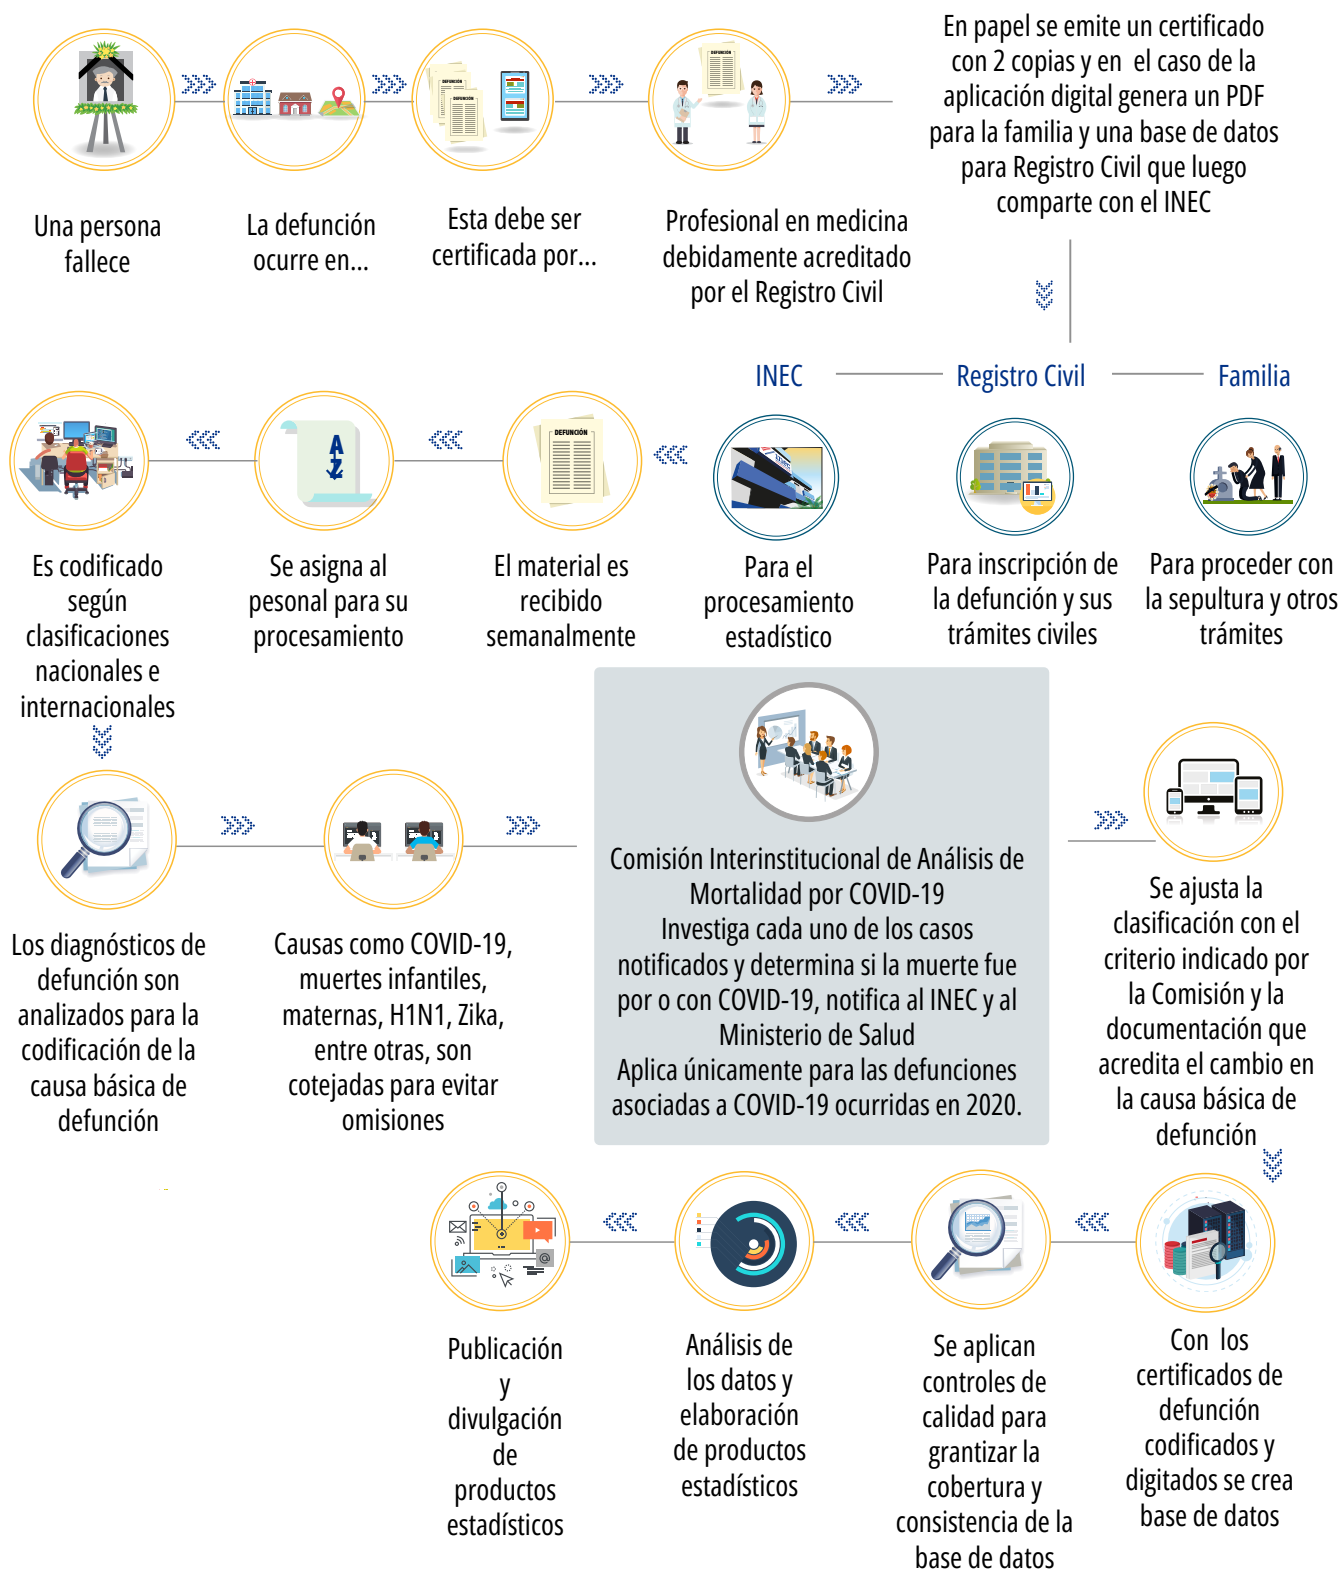 Una persona
fallece
La defunción
ocurre en...
DEFUNCIÓN
DEFUNCIÓN
Esta debe ser
certificada por...
DEFUNCIÓN
Profesional en medicina
debidamente acreditado
por el Registro Civil
En papel se emite un certificado
con 2 copias y en el caso de la
aplicación digital genera un PDF
para la familia y una base de datos
para Registro Civil que luego
comparte con el INEC
INEC
Registro Civil
Familia
Para el
procesamiento
estadístico
Para inscripción de
la defunción y sus
trámites civiles
Para proceder con
la sepultura y otros
trámites
DEFUNCIÓN
El material es
recibido
semanalmente
A
Z
Se asigna al
pesonal para su
procesamiento
Es codificado
según
clasificaciones
nacionales e
internacionales
Los diagnósticos de
defunción son
analizados para la
codificación de la
causa básica de
defunción
Causas como COVID-19,
muertes infantiles,
maternas, H1N1, Zika,
entre otras, son
cotejadas para evitar
omisiones
Comisión Interinstitucional de Análisis de
Mortalidad por COVID-19
Investiga cada uno de los casos
notificados y determina si la muerte fue
por o con COVID-19, notifica al INEC y al
Ministerio de Salud
Aplica únicamente para las defunciones
asociadas a COVID-19 ocurridas en 2020.
Se ajusta la
clasificación con el
criterio indicado por
la Comisión y la
documentación que
acredita el cambio en
la causa básica de
defunción
Con los
certificados de
defunción
codificados y
digitados se crea
base de datos
Se aplican
controles de
calidad para
grantizar la
cobertura y
consistencia de la
base de datos
Análisis de
los datos y
elaboración
de productos
estadísticos
@
Publicación
y
divulgación
de
productos
estadísticos